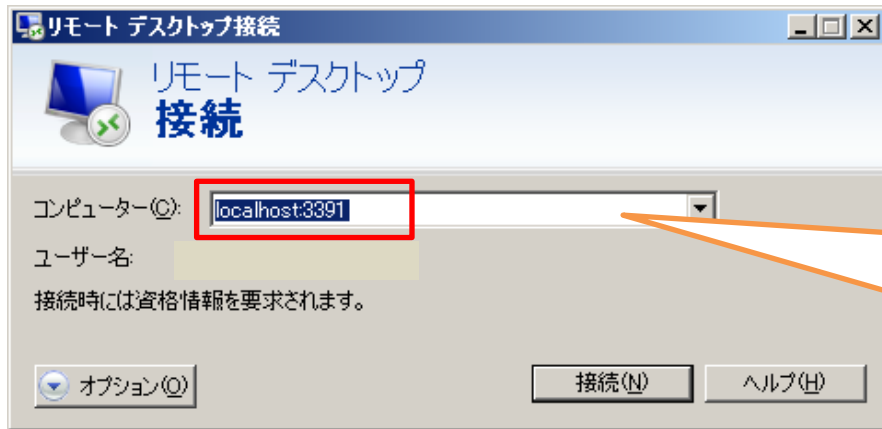 リモート デスクトップ接続
リモート デスクトップ
接続
コンピューター(C):
localhost:3391
ユーザー名:
接続時には資格情報を要求されます。
オプション(O)
接続(N)
ヘルプ(H)